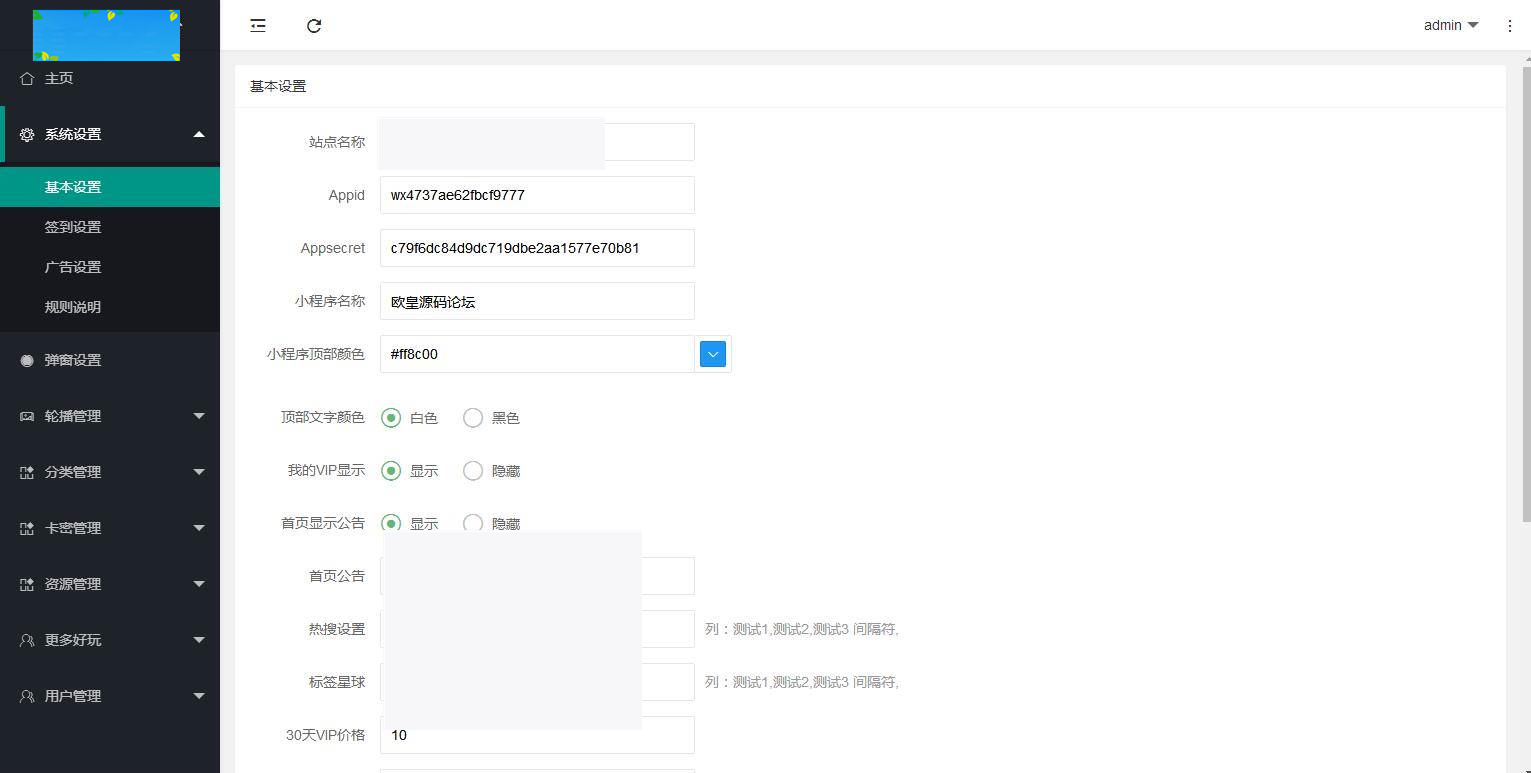 admin
主页
系统设置
基本设置
签到设置
广告设置
规则说明
弹窗设置
轮播管理
分类管理
卡密管理
资源管理
更多好玩
用户管理
基本设置
站点名称
Appid wx4737ae62fbcf9777
Appsecret c79f6dc84d9dc719dbe2aa1577e70b81
小程序名称 欧皇源码论坛
小程序顶部颜色 #ff8c00
顶部文字颜色 白色 黑色
我的VIP显示 显示 隐藏
首页显示公告 显示 隐藏
首页公告
热搜设置 列：测试1,测试2,测试3 间隔符,
标签星球 列：测试1,测试2,测试3 间隔符,
30天VIP价格 10